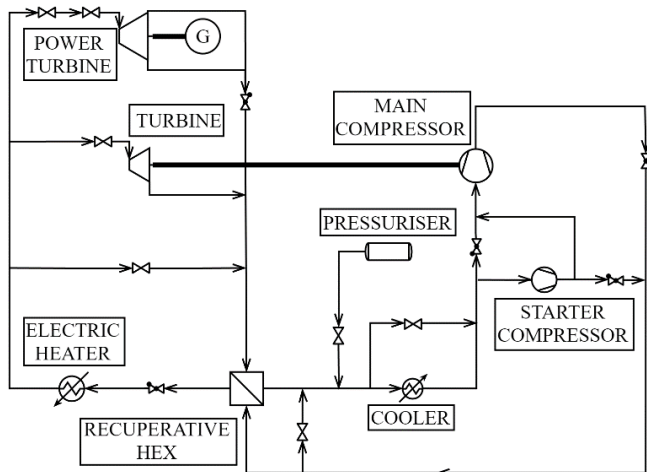 G
POWER
TURBINE
MAIN
COMPRESSOR
TURBINE
PRESSURISER
STARTER
COMPRESSOR
ELECTRIC
HEATER
COOLER
RECUPERATIVE
HEX